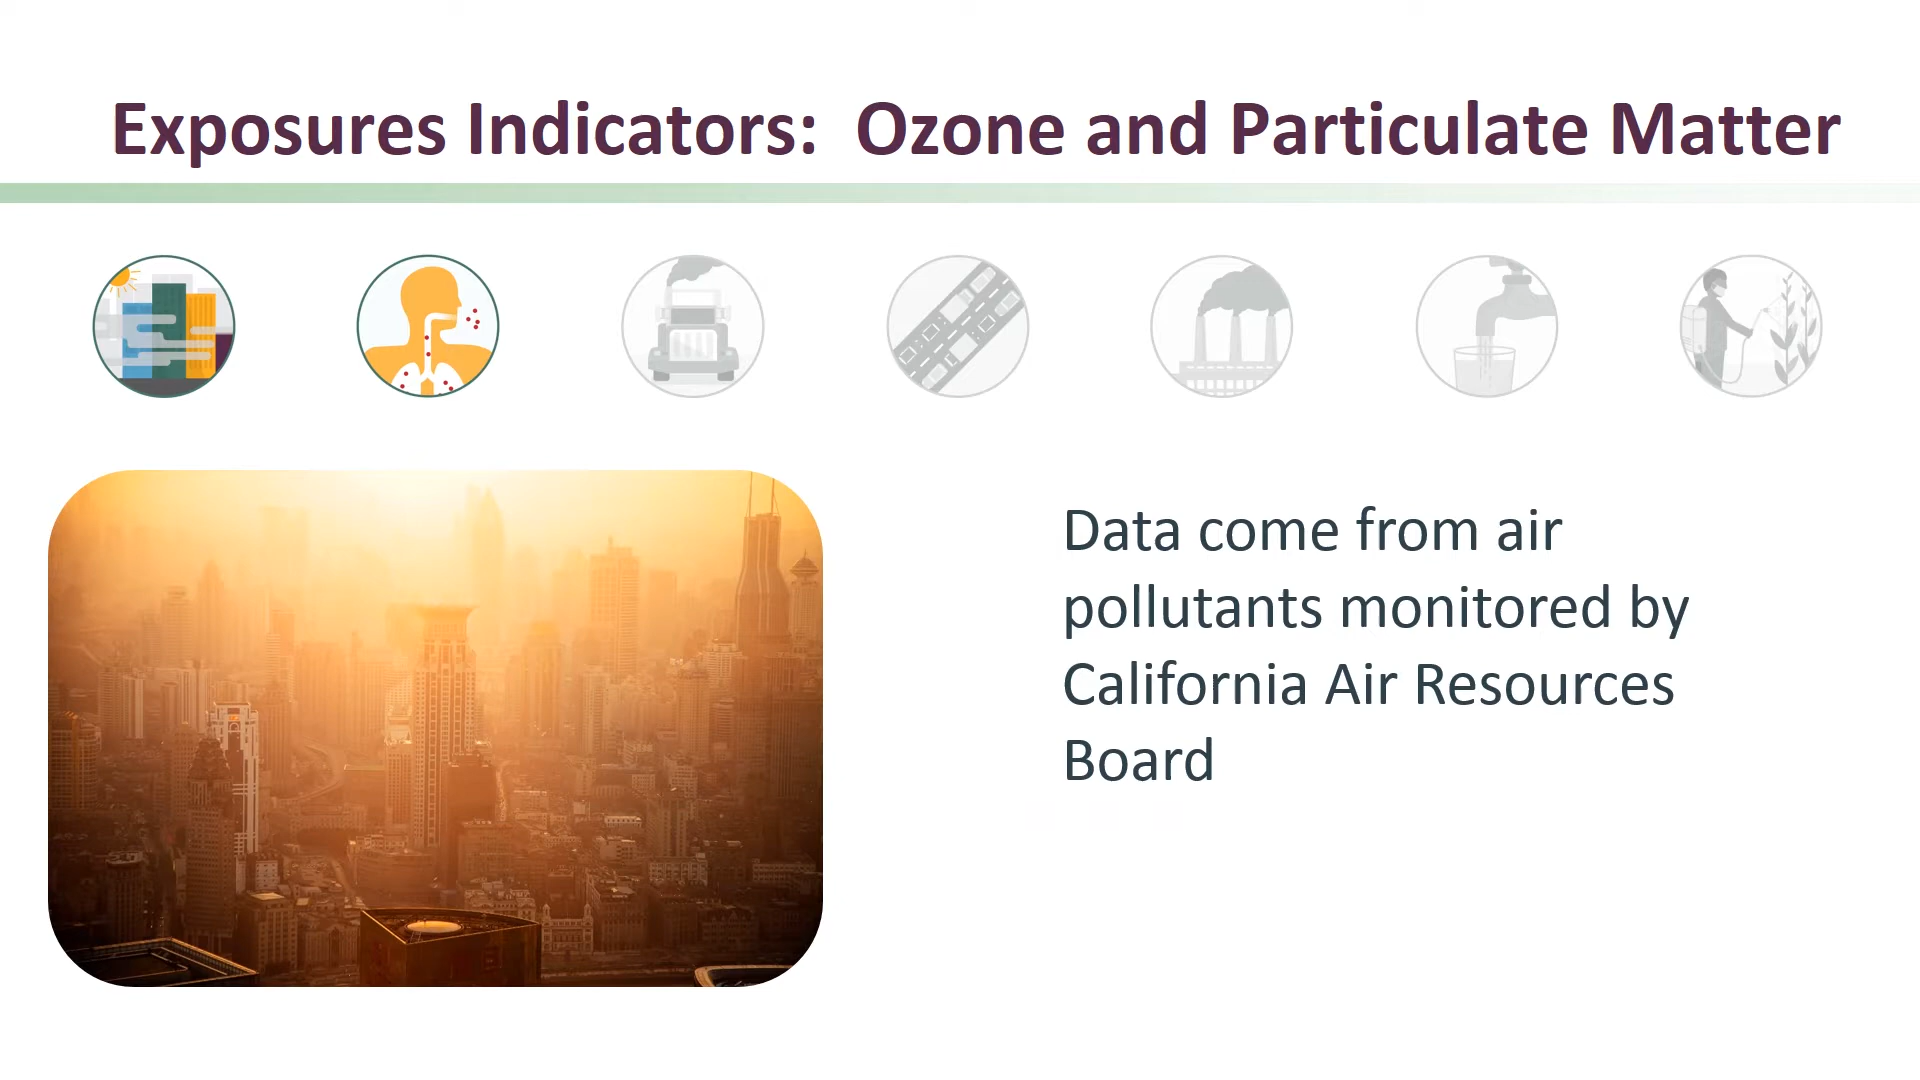 Exposures Indicators:  Ozone and Particulate Matter
Data come from air
pollutants monitored by
California Air Resources
Board